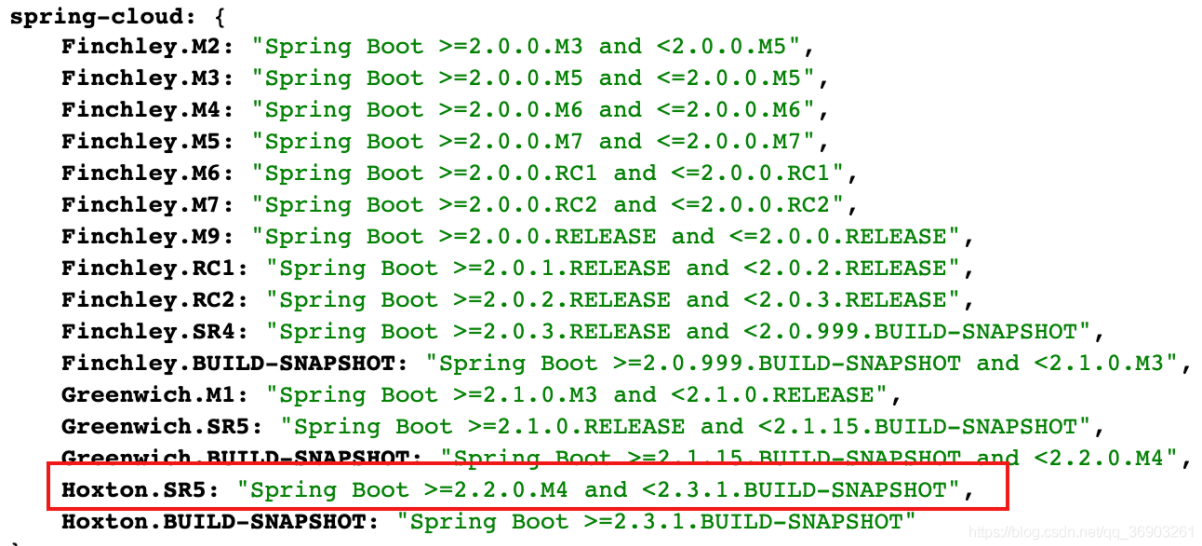 spring-cloud: {
Finchley.M2: "Spring Boot >=2.0.0.M3 and <2.0.0.M5",
Finchley.M3: "Spring Boot >=2.0.0.M5 and <=2.0.0.M5",
Finchley.M4: "Spring Boot >=2.0.0.M6 and <=2.0.0.M6",
Finchley.M5: "Spring Boot >=2.0.0.M7 and <=2.0.0.M7",
Finchley.M6: "Spring Boot >=2.0.0.RC1 and <=2.0.0.RC1",
Finchley.M7: "Spring Boot >=2.0.0.RC2 and <=2.0.0.RC2",
Finchley.M9: "Spring Boot >=2.0.0.RELEASE and <=2.0.0.RELEASE",
Finchley.RC1: "Spring Boot >=2.0.1.RELEASE and <2.0.2.RELEASE",
Finchley.RC2: "Spring Boot >=2.0.2.RELEASE and <2.0.3.RELEASE",
Finchley.SR4: "Spring Boot >=2.0.3.RELEASE and <2.0.999.BUILD-SNAPSHOT",
Finchley.BUILD-SNAPSHOT: "Spring Boot >=2.0.999.BUILD-SNAPSHOT and <2.1.0.M3",
Greenwich.M1: "Spring Boot >=2.1.0.M3 and <2.1.0.RELEASE",
Greenwich.SR5: "Spring Boot >=2.1.0.RELEASE and <2.1.15.BUILD-SNAPSHOT",
Greenwich.BUILD-SNAPSHOT: "Spring Boot >=2.1.15.BUILD-SNAPSHOT and <2.2.0.M4",
Hoxton.SR5: "Spring Boot >=2.2.0.M4 and <2.3.1.BUILD-SNAPSHOT",
Hoxton.BUILD-SNAPSHOT: "Spring Boot >=2.3.1.BUILD-SNAPSHOT"
https://blog.csdn.net/qq_36903261